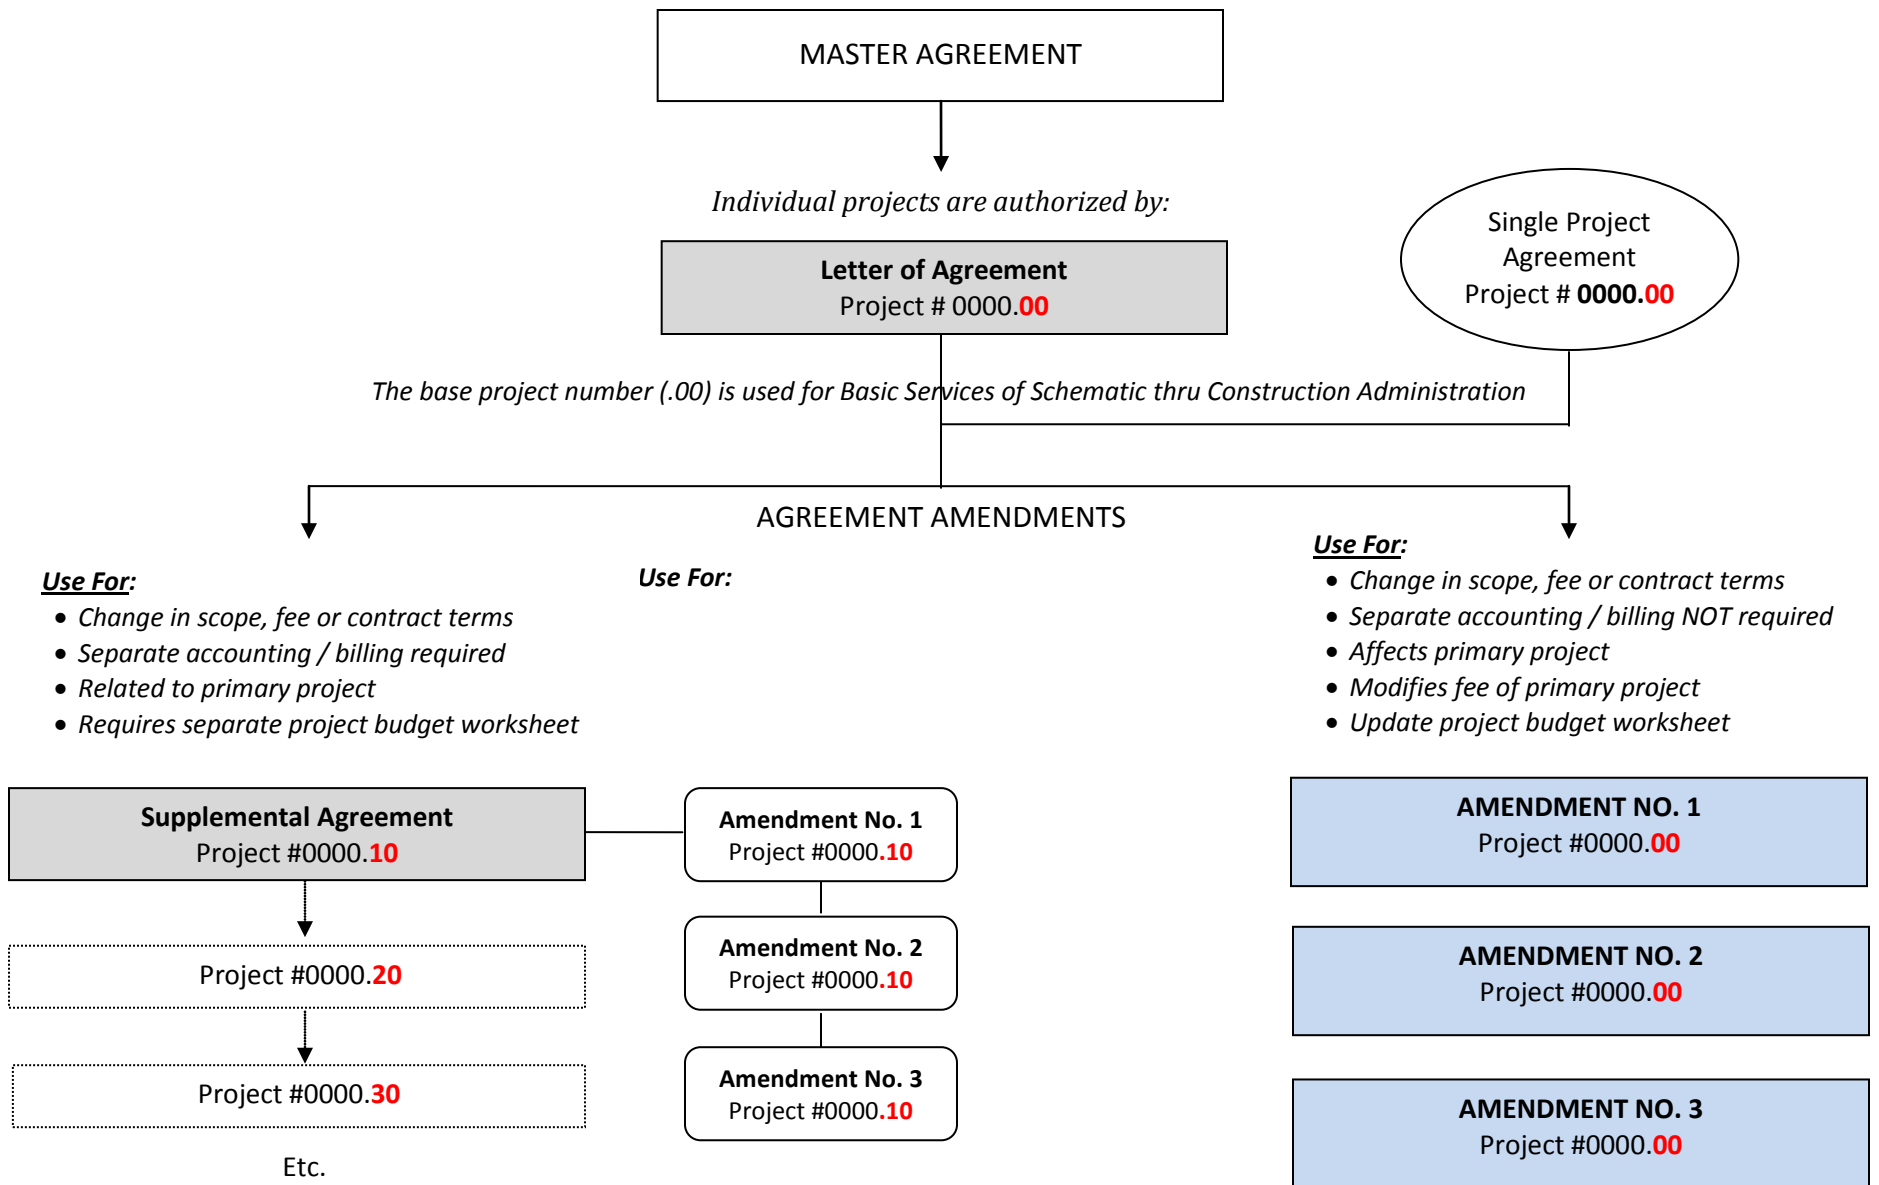 MASTER AGREEMENT
Individual projects are authorized by:
Letter of Agreement
Project # 0000.00
Single Project
Agreement
Project # 0000.00
The base project number (.00) is used for Basic Services of Schematic thru Construction Administration
AGREEMENT AMENDMENTS
Use For:
• Change in scope, fee or contract terms
• Separate accounting / billing required
• Related to primary project
• Requires separate project budget worksheet
Use For:
Use For:
• Change in scope, fee or contract terms
• Separate accounting / billing NOT required
• Affects primary project
• Modifies fee of primary project
• Update project budget worksheet
Supplemental Agreement
Project #0000.10
Project #0000.20
Project #0000.30
Etc.
Amendment No. 1
Project #0000.10
Amendment No. 2
Project #0000.10
Amendment No. 3
Project #0000.10
AMENDMENT NO. 1
Project #0000.00
AMENDMENT NO. 2
Project #0000.00
AMENDMENT NO. 3
Project #0000.00